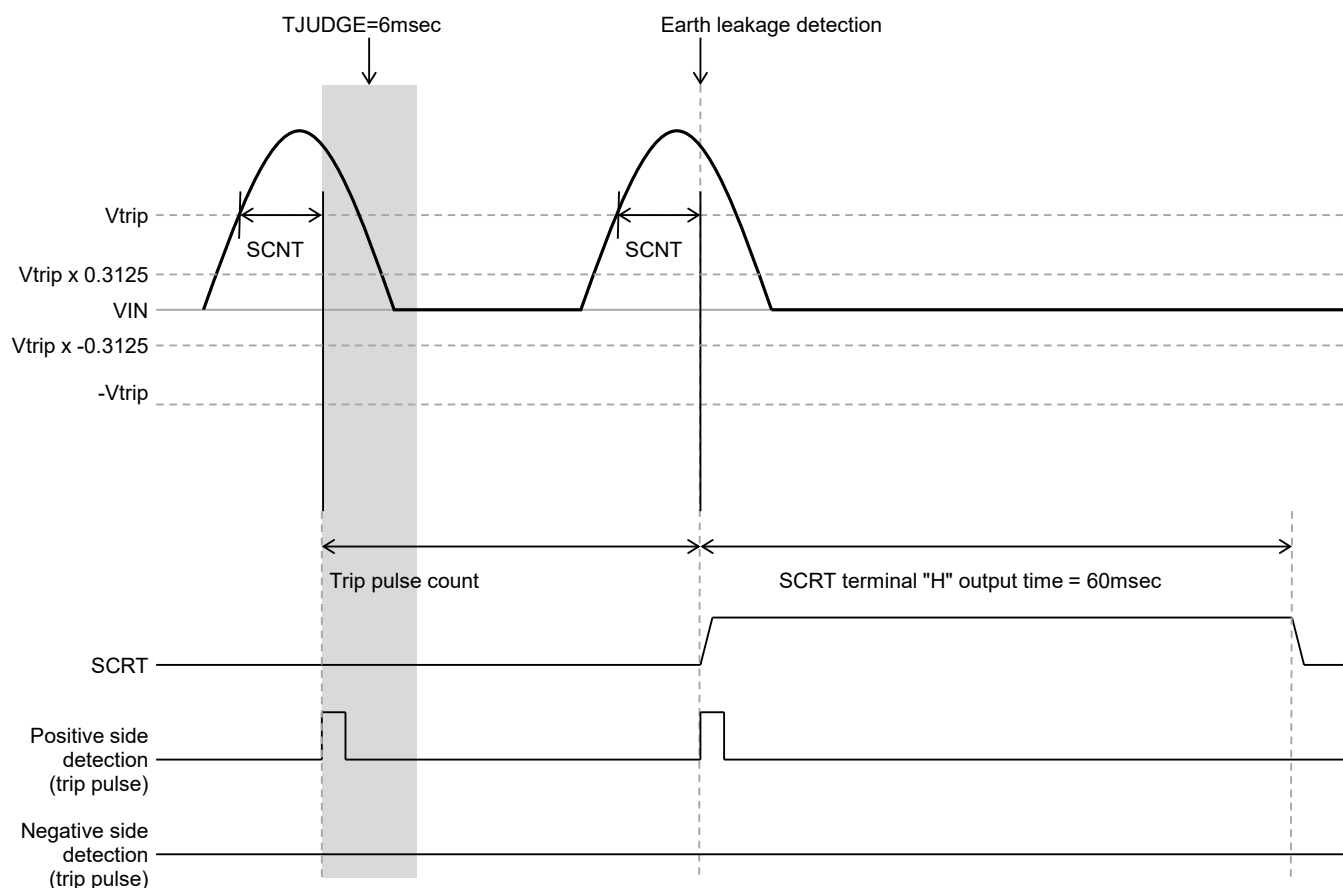 TJUDGE=6msec
Earth leakage detection
Vtrip
SCNT
SCNT
Vtrip x 0.3125
VIN
Vtrip x -0.3125
-Vtrip
Trip pulse count
SCRT terminal "H" output time = 60msec
SCRT
Positive side
detection
(trip pulse)
Negative side
detection
(trip pulse)